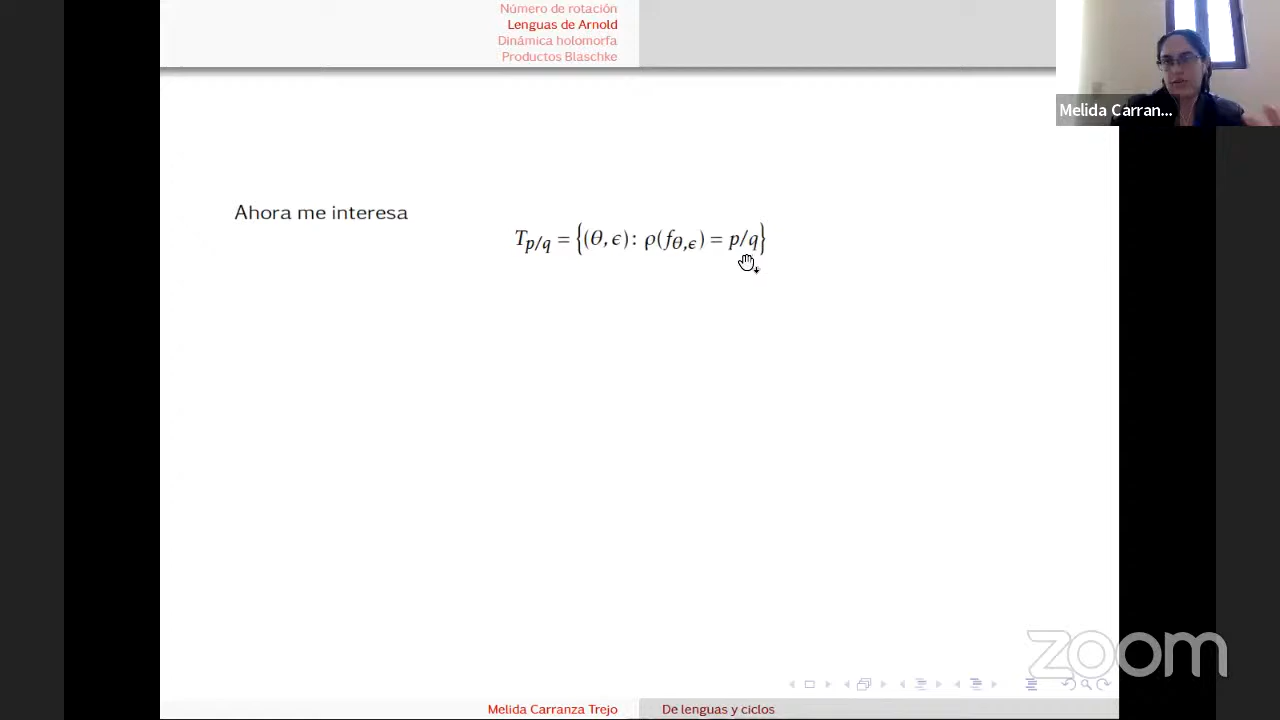 Número de rotación
Lenguas de Arnold
Dinámica holomorfa
Productos Blaschke
Melida Carran...
Ahora me interesa
T_{p/q} = {(θ, ϵ): ρ(f_{θ,ϵ}) = p/q}
zoom
Melida Carranza Trejo
De lenguas y ciclos